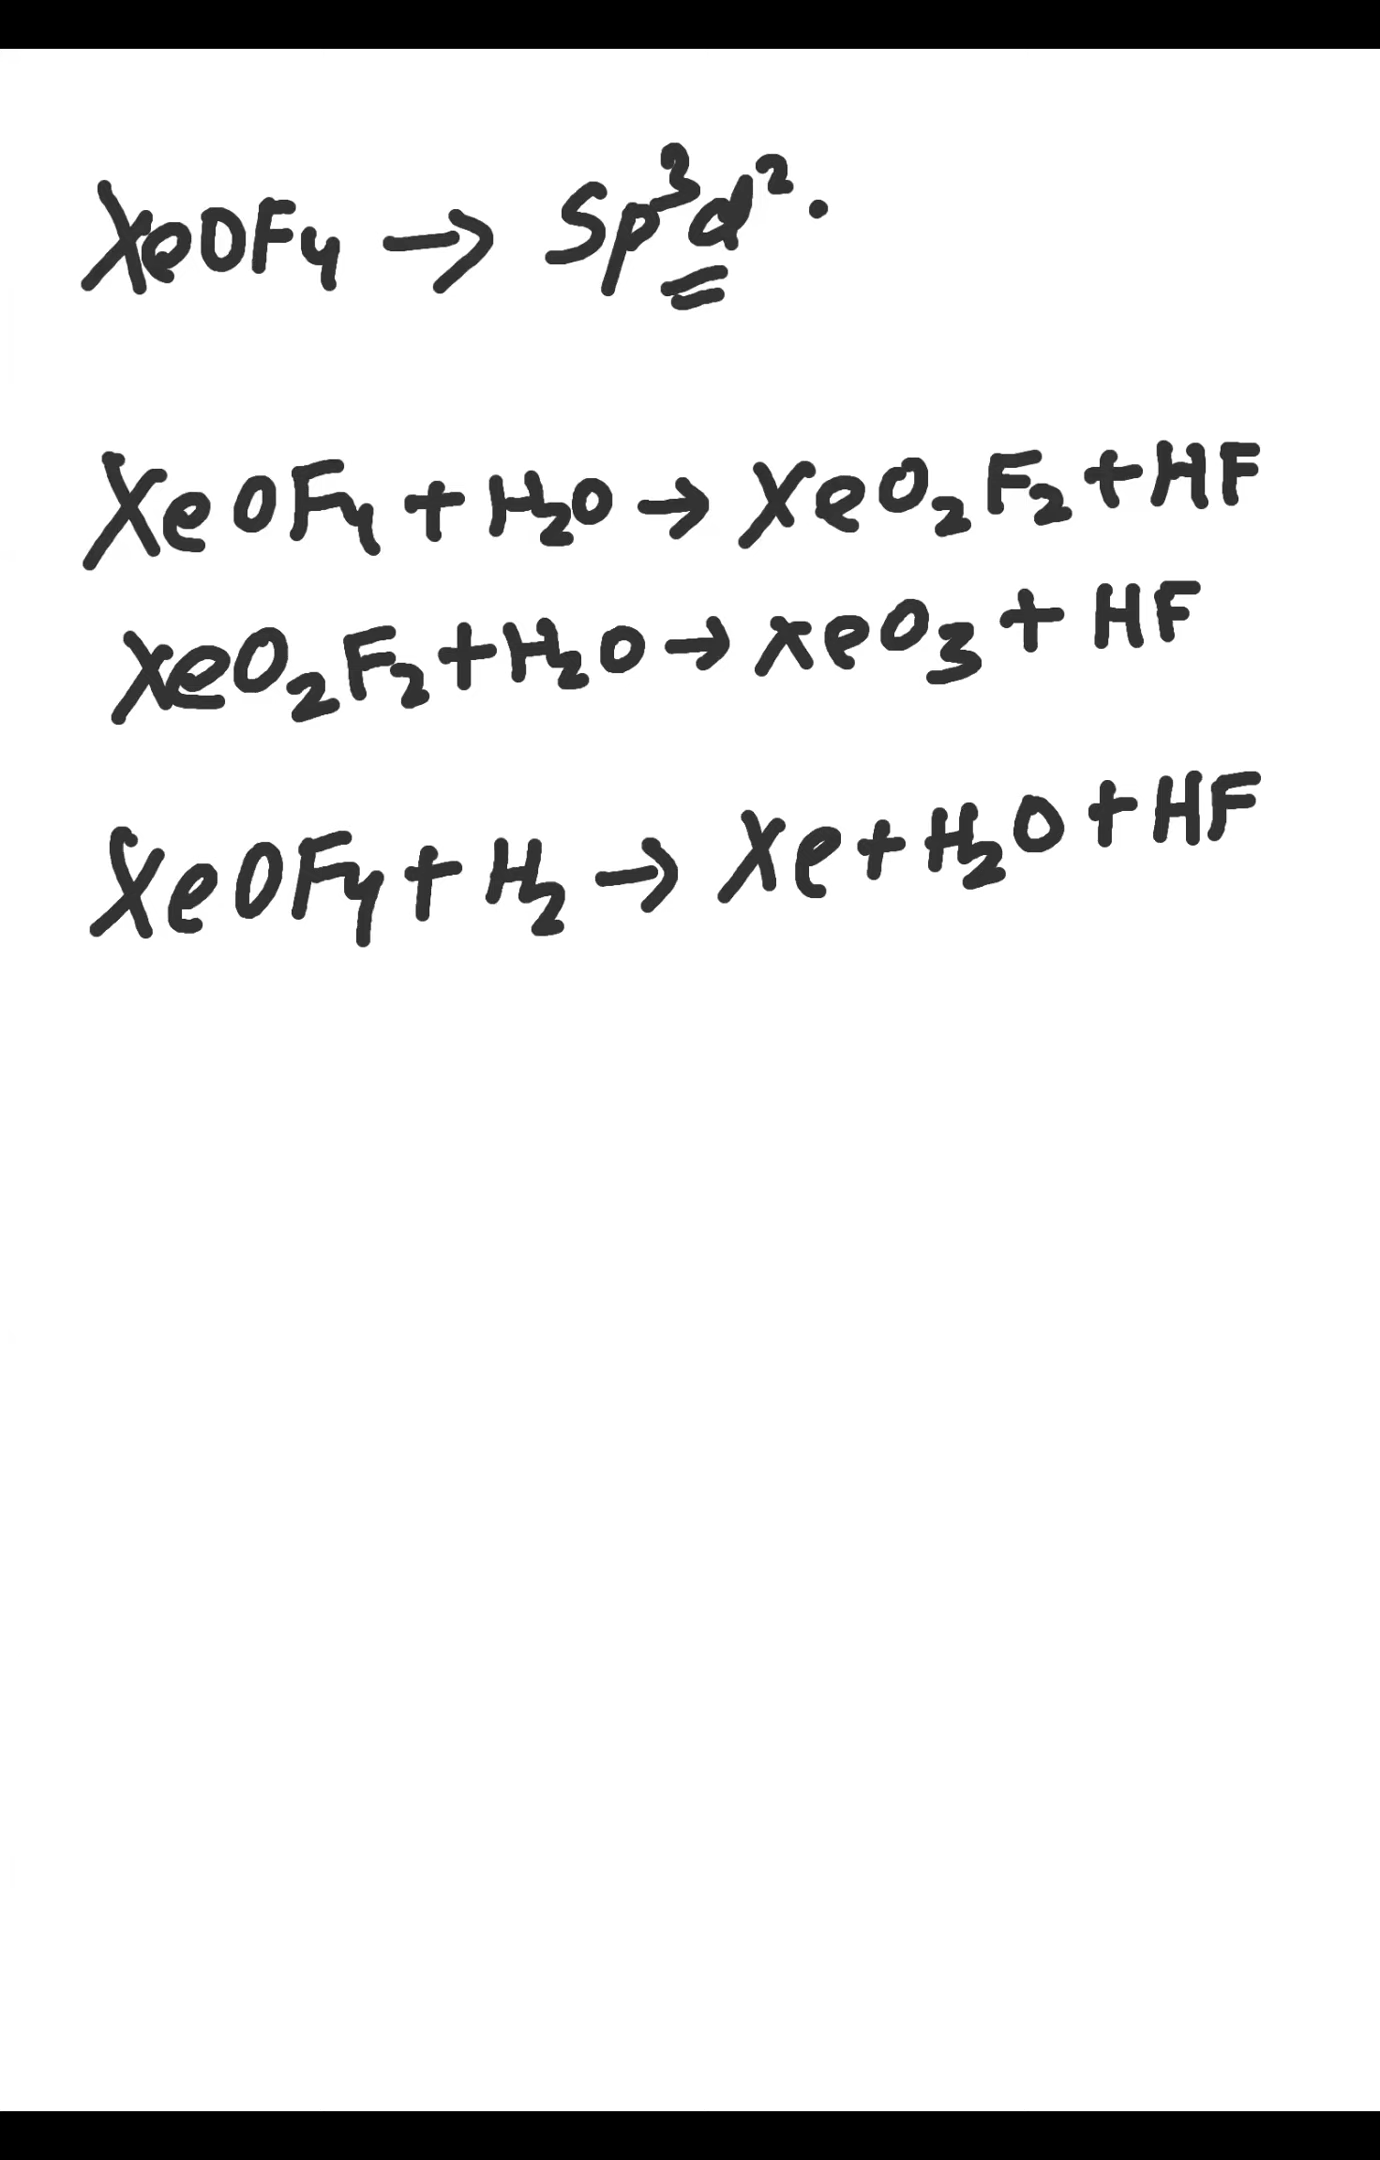 XeOF₄ → Sp³d².
XeOF₄ + H₂O → XeO₂F₂ + HF
XeO₂F₂ + H₂O → XeO₃ + HF
XeOF₄ + H₂ → Xe + H₂O + HF